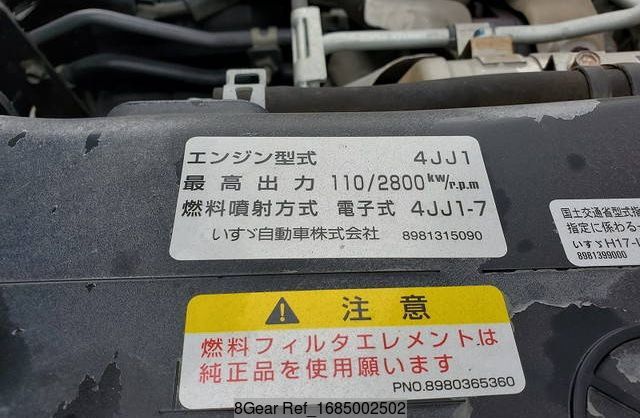 エンジン型式 4JJ1
最高出力 110/2800kw/r.p.m
燃料噴射方式 電子式 4JJ1-7
いすゞ自動車株式会社 8981315090
国土交通省型式指
指定に係わる
いすゞH17-
8981399000
注意
燃料フィルタエレメントは
純正品を使用願います
PNO.8980365360
8Gear Ref_1685002502